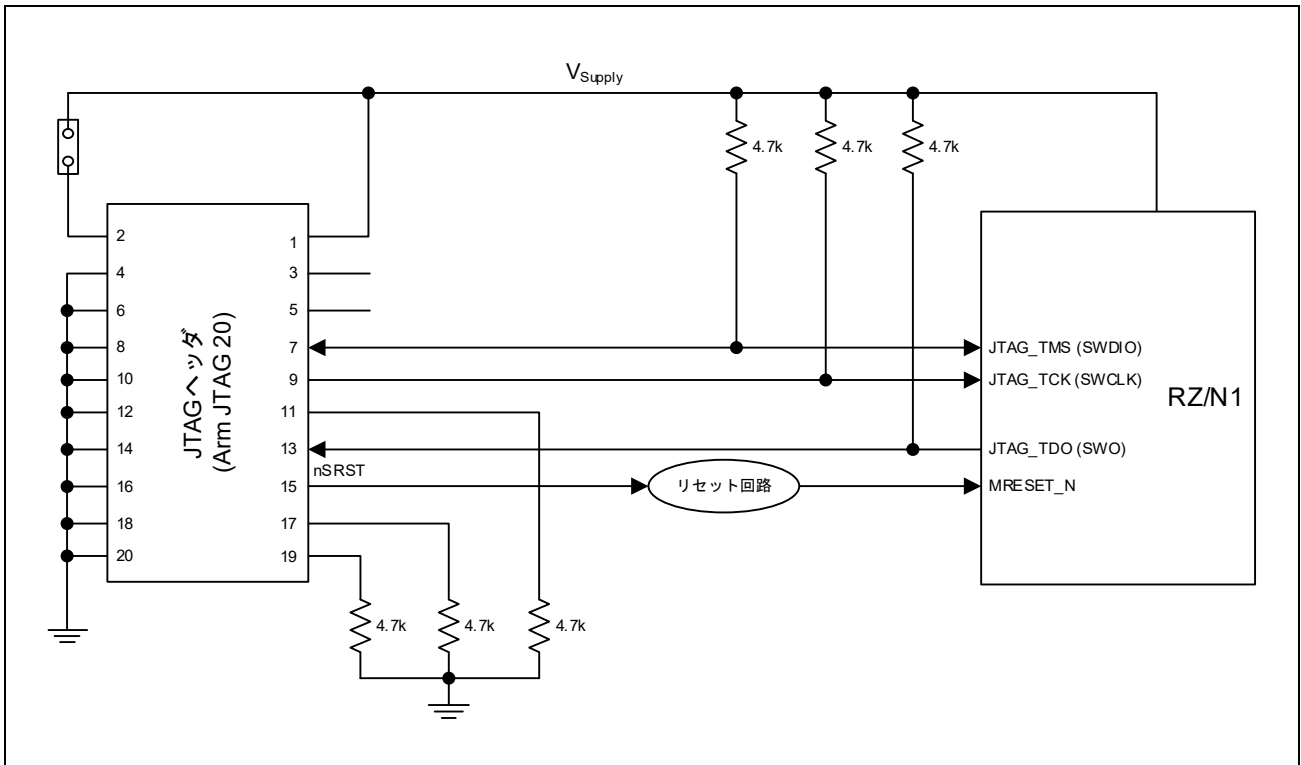 VSupply
4.7k
4.7k
4.7k
2
4
6
8
10
12
14
16
18
20
JTAGヘッダ
(Arm JTAG 20)
1
3
5
7
9
11
13
nSRST
15
17
19
リセット回路
JTAG_TMS (SWDIO)
JTAG_TCK (SWCLK)
JTAG_TDO (SWO)
MRESET_N
RZ/N1
4.7k
4.7k
4.7k